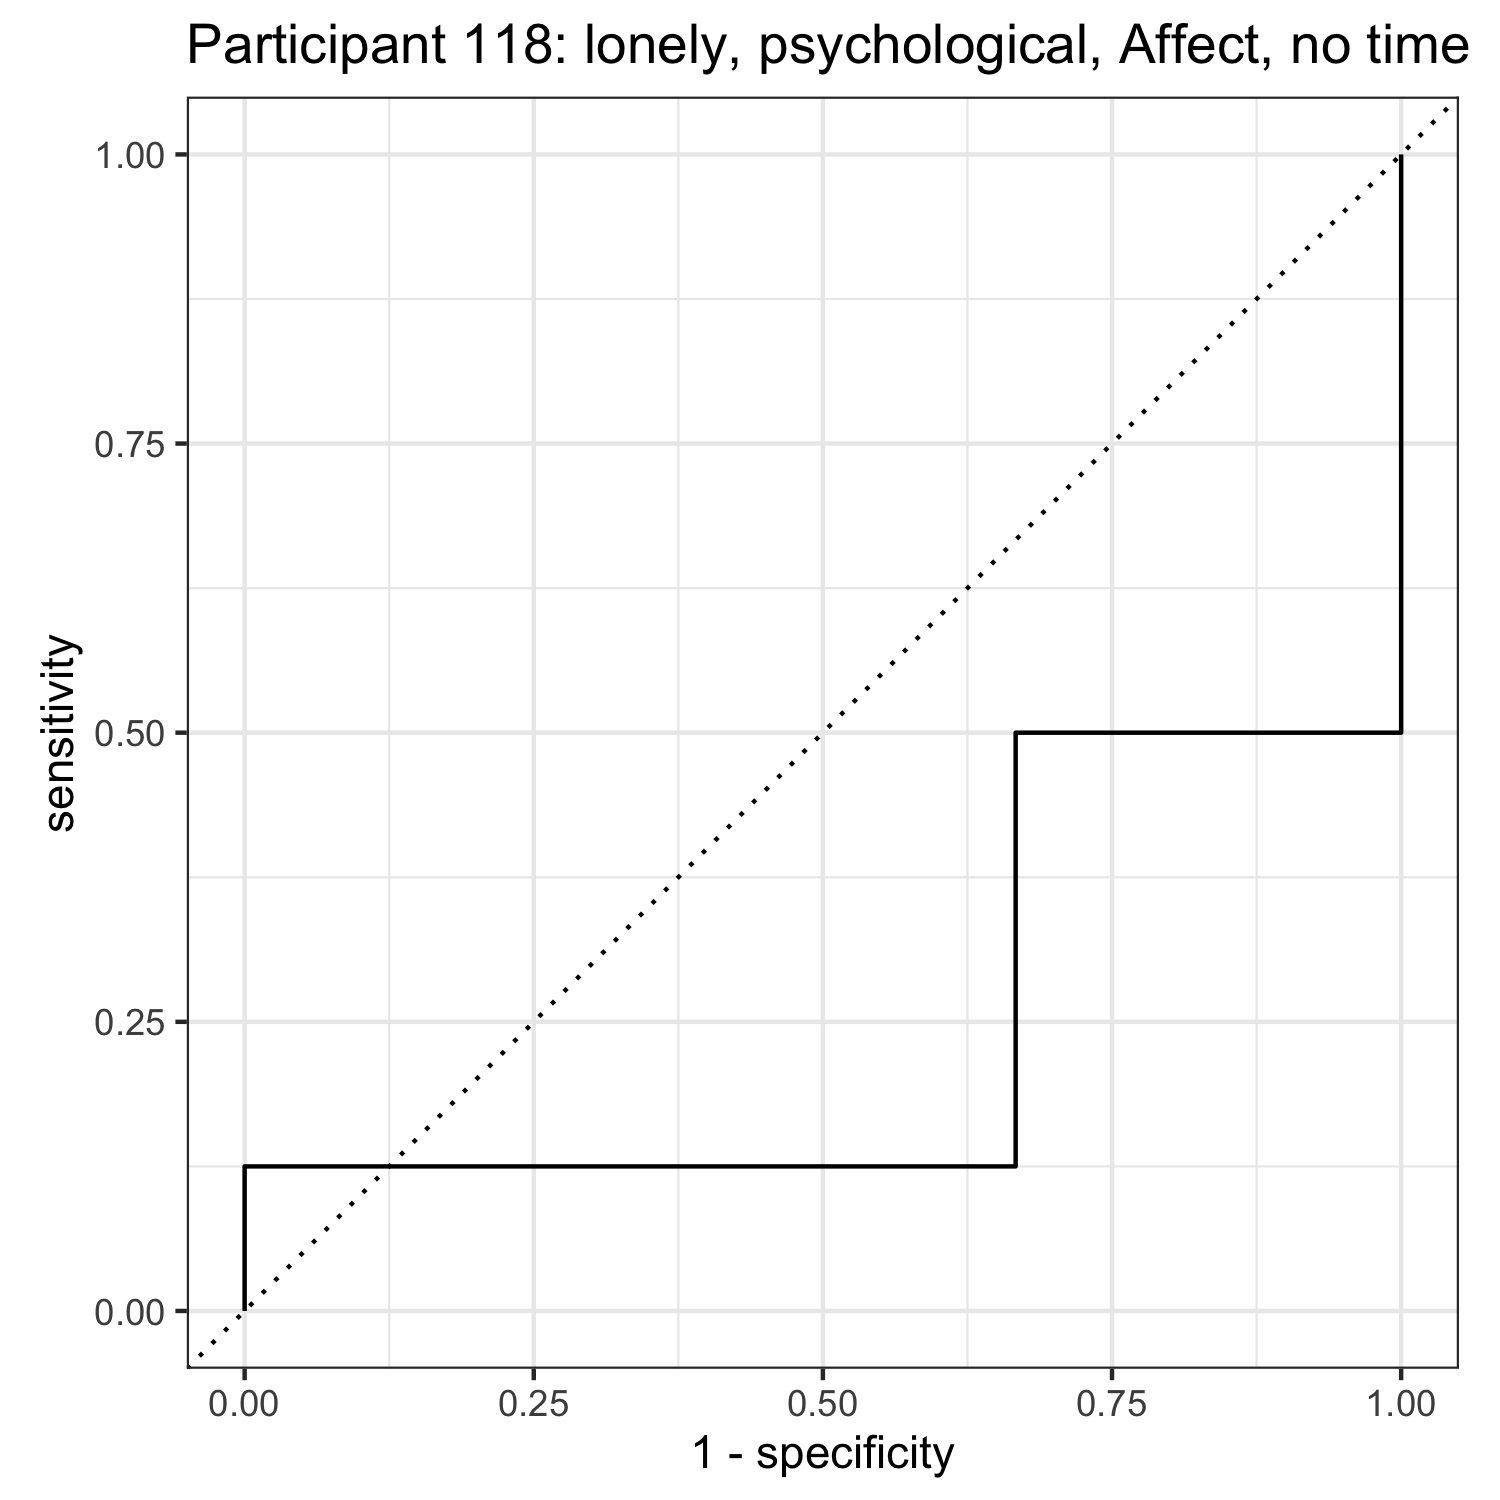 Participant 118: lonely, psychological, Affect, no time
1.00
0.75
0.50
0.25
0.00
sensitivity
0.00 0.25 0.50 0.75 1.00
1 - specificity